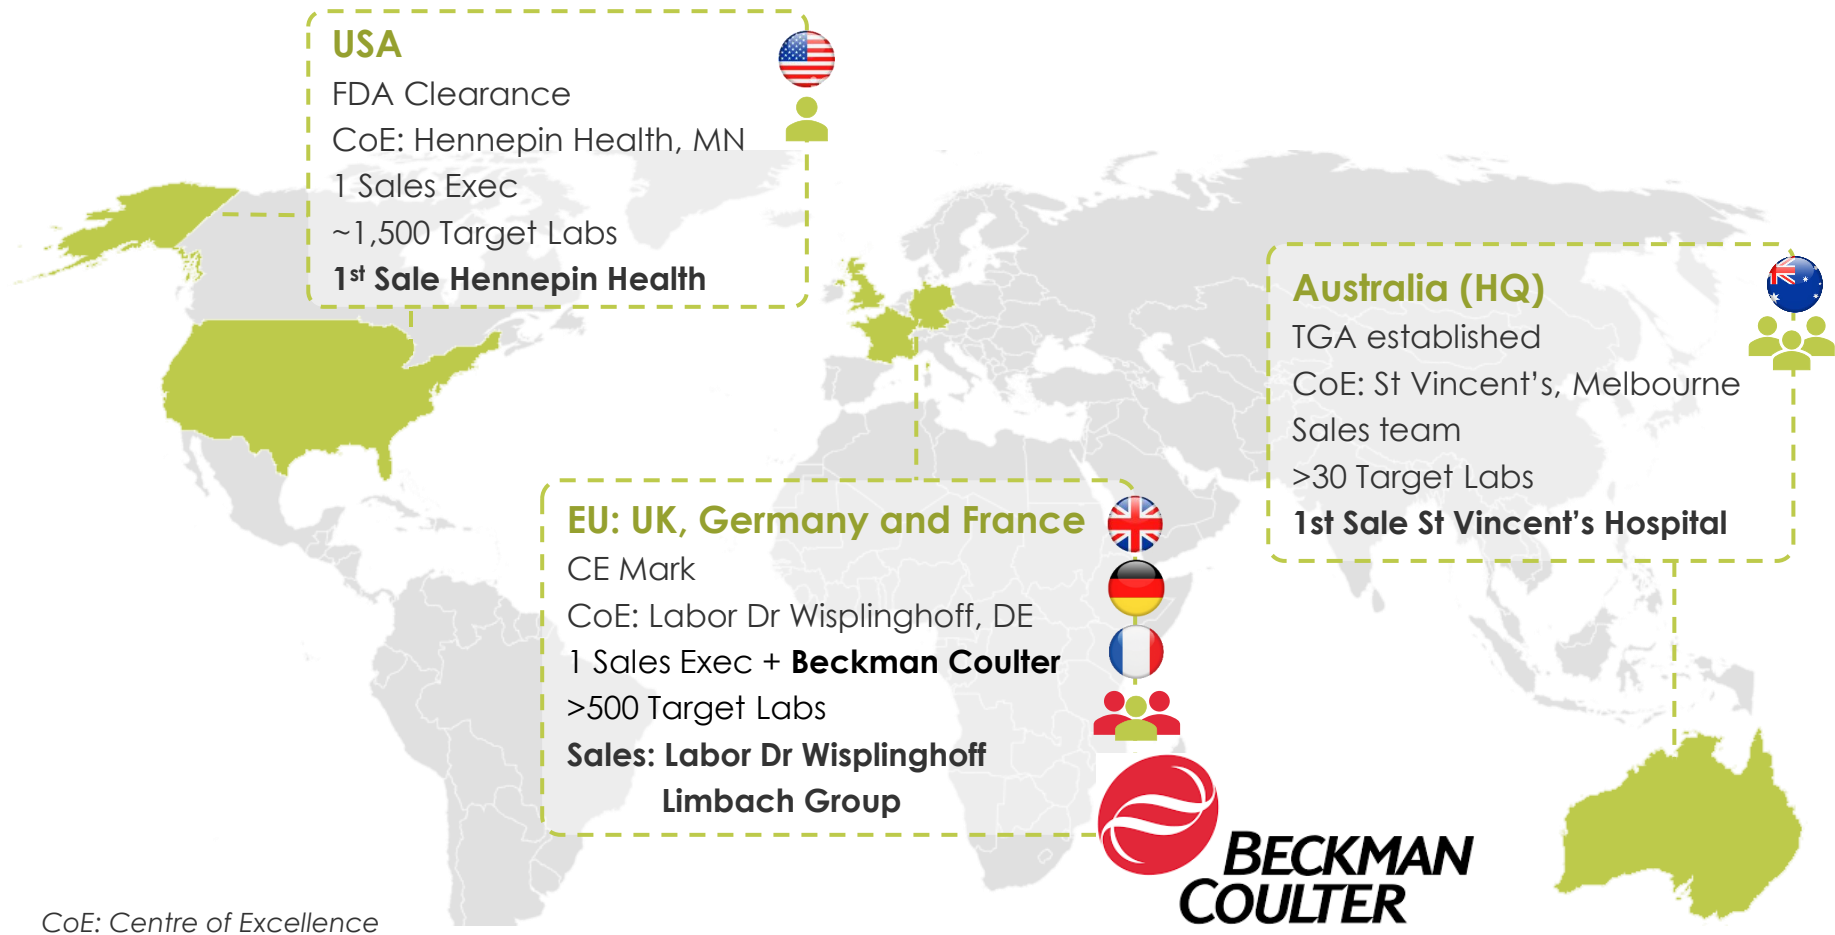 USA
FDA Clearance
CoE: Hennepin Health, MN
1 Sales Exec
~1,500 Target Labs
1st Sale Hennepin Health
Australia (HQ)
TGA established
CoE: St Vincent’s, Melbourne
Sales team
>30 Target Labs
1st Sale St Vincent’s Hospital
EU: UK, Germany and France
CE Mark
CoE: Labor Dr Wisplinghoff, DE
1 Sales Exec + Beckman Coulter
>500 Target Labs
Sales: Labor Dr Wisplinghoff
Limbach Group
BECKMAN
COULTER
CoE: Centre of Excellence